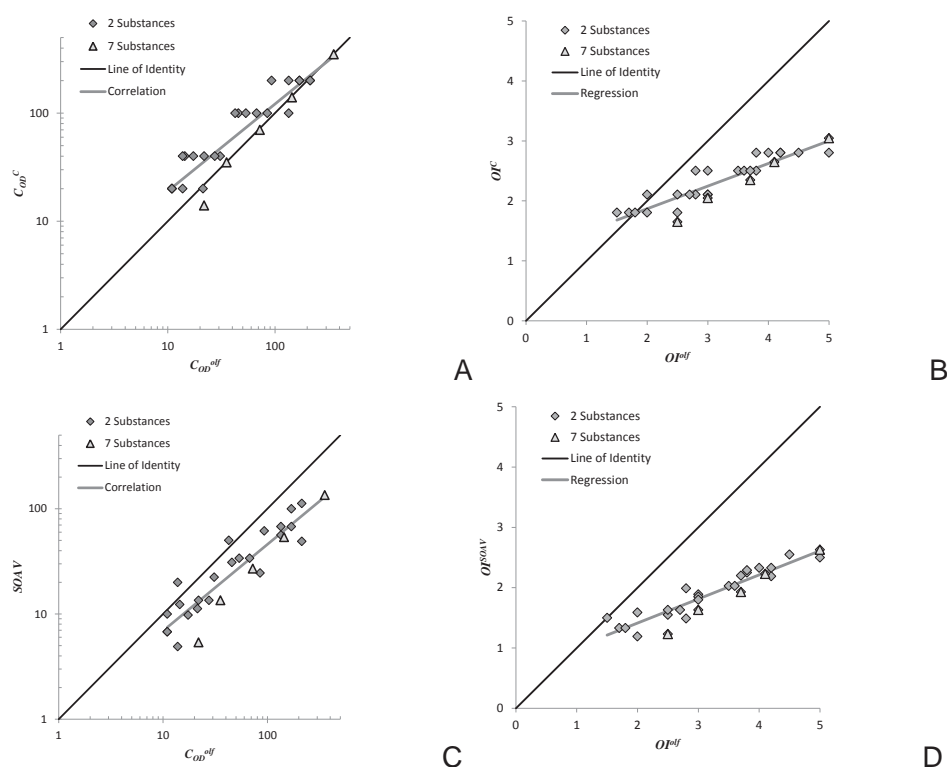 2 Substances
7 Substances
Line of Identity
Correlation
100
10
1
C_OD^C
1 10 100
C_OD^olf
A
2 Substances
7 Substances
Line of Identity
Regression
5
4
3
2
1
0
OI^C
0 1 2 3 4 5
OI^olf
B
2 Substances
7 Substances
Line of Identity
Correlation
100
10
1
SOAV
1 10 100
C_OD^olf
C
2 Substances
7 Substances
Line of Identity
Regression
5
4
3
2
1
0
OI^SOAV
0 1 2 3 4 5
OI^olf
D